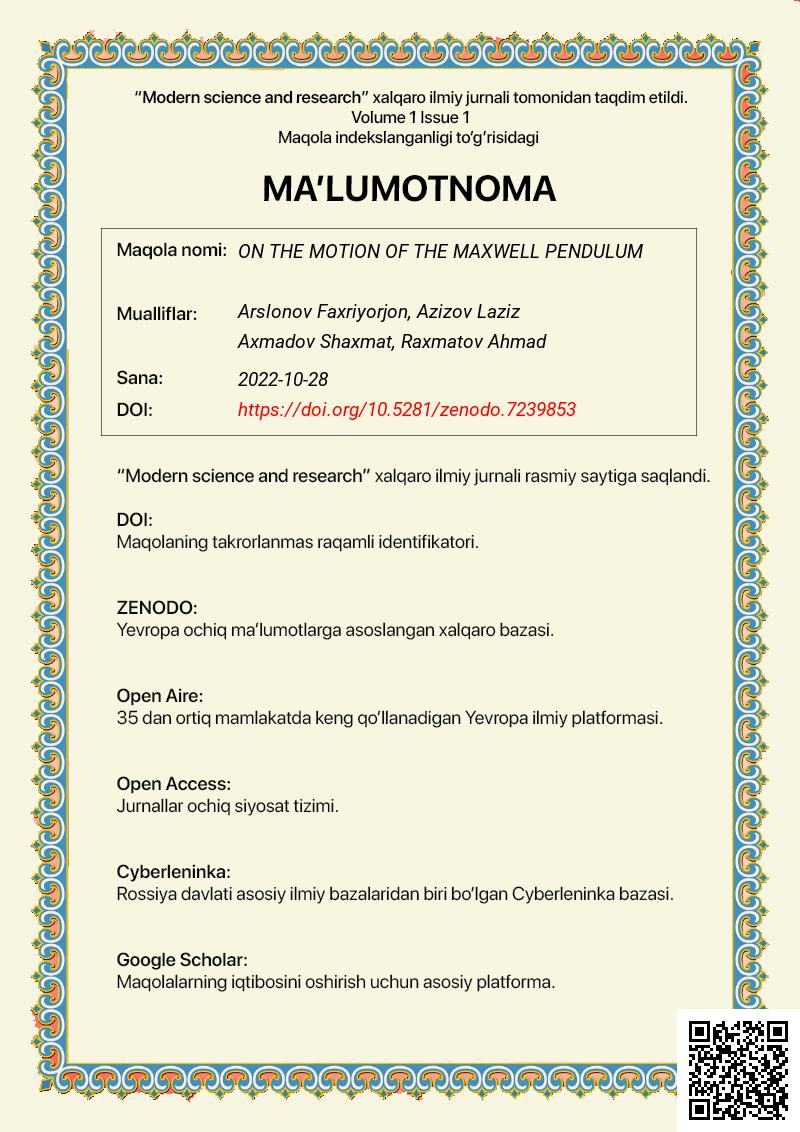 “Modern science and research” xalqaro ilmiy jurnali tomonidan taqdim etildi.
Volume 1 Issue 1
Maqola indekslanganligi to‘g‘risidagi
MA’LUMOTNOMA
Maqola nomi: ON THE MOTION OF THE MAXWELL PENDULUM
Mualliflar: Arslonov Faxriyorjon, Azizov Laziz
Axmadov Shaxmat, Raxmatov Ahmad
Sana: 2022-10-28
DOI: https://doi.org/10.5281/zenodo.7239853
“Modern science and research” xalqaro ilmiy jurnali rasmiy saytiga saqlandi.
DOI:
Maqolaning takrorlanmas raqamli identifikatori.
ZENODO:
Yevropa ochiq ma’lumotlarga asoslangan xalqaro bazasi.
Open Aire:
35 dan ortiq mamlakatda keng qo‘llanadigan Yevropa ilmiy platformasi.
Open Access:
Jurnallar ochiq siyosat tizimi.
Cyberleninka:
Rossiya davlati asosiy ilmiy bazalaridan biri bo‘lgan Cyberleninka bazasi.
Google Scholar:
Maqolalarning iqtibosini oshirish uchun asosiy platforma.